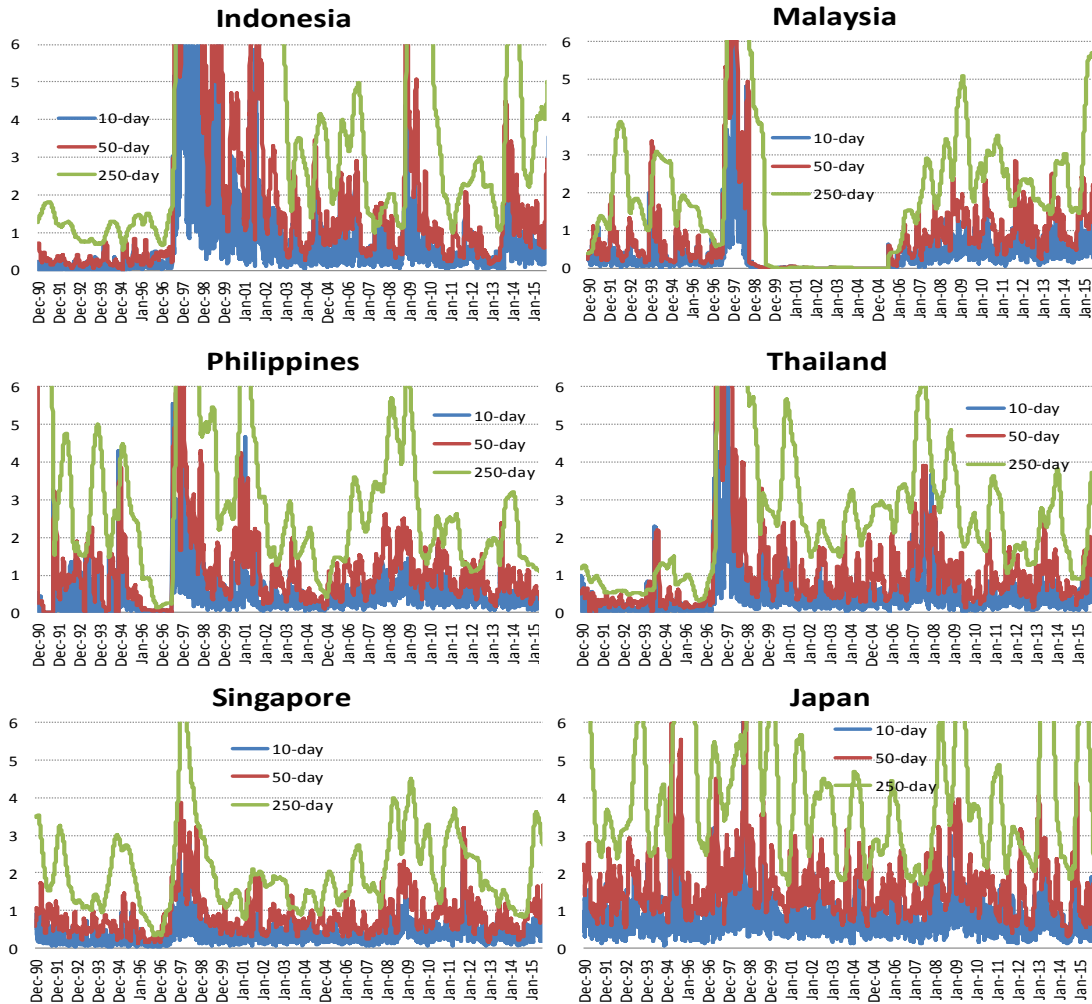 Indonesia
6
5
4
3
2
1
0
10-day
50-day
250-day
Dec-90 Dec-91 Dec-92 Dec-93 Dec-94 Jan-96 Dec-96 Dec-97 Dec-98 Dec-99 Jan-01 Jan-02 Jan-03 Jan-04 Dec-04 Jan-06 Jan-07 Jan-08 Jan-09 Jan-10 Jan-11 Jan-12 Jan-13 Jan-14 Jan-15
Malaysia
6
5
4
3
2
1
0
10-day
50-day
250-day
Dec-90 Dec-91 Dec-92 Dec-93 Dec-94 Jan-96 Dec-96 Dec-97 Dec-98 Dec-99 Jan-01 Jan-02 Jan-03 Jan-04 Dec-04 Jan-06 Jan-07 Jan-08 Jan-09 Jan-10 Jan-11 Jan-12 Jan-13 Jan-14 Jan-15
Philippines
6
5
4
3
2
1
0
10-day
50-day
250-day
Dec-90 Dec-91 Dec-92 Dec-93 Dec-94 Jan-96 Dec-96 Dec-97 Dec-98 Dec-99 Jan-01 Jan-02 Jan-03 Jan-04 Dec-04 Jan-06 Jan-07 Jan-08 Jan-09 Jan-10 Jan-11 Jan-12 Jan-13 Jan-14 Jan-15
Thailand
6
5
4
3
2
1
0
10-day
50-day
250-day
Dec-90 Dec-91 Dec-92 Dec-93 Dec-94 Jan-96 Dec-96 Dec-97 Dec-98 Dec-99 Jan-01 Jan-02 Jan-03 Jan-04 Dec-04 Jan-06 Jan-07 Jan-08 Jan-09 Jan-10 Jan-11 Jan-12 Jan-13 Jan-14 Jan-15
Singapore
6
5
4
3
2
1
0
10-day
50-day
250-day
Dec-90 Dec-91 Dec-92 Dec-93 Dec-94 Jan-96 Dec-96 Dec-97 Dec-98 Dec-99 Jan-01 Jan-02 Jan-03 Jan-04 Dec-04 Jan-06 Jan-07 Jan-08 Jan-09 Jan-10 Jan-11 Jan-12 Jan-13 Jan-14 Jan-15
Japan
6
5
4
3
2
1
0
10-day
50-day
250-day
Dec-90 Dec-91 Dec-92 Dec-93 Dec-94 Jan-96 Dec-96 Dec-97 Dec-98 Dec-99 Jan-01 Jan-02 Jan-03 Jan-04 Dec-04 Jan-06 Jan-07 Jan-08 Jan-09 Jan-10 Jan-11 Jan-12 Jan-13 Jan-14 Jan-15